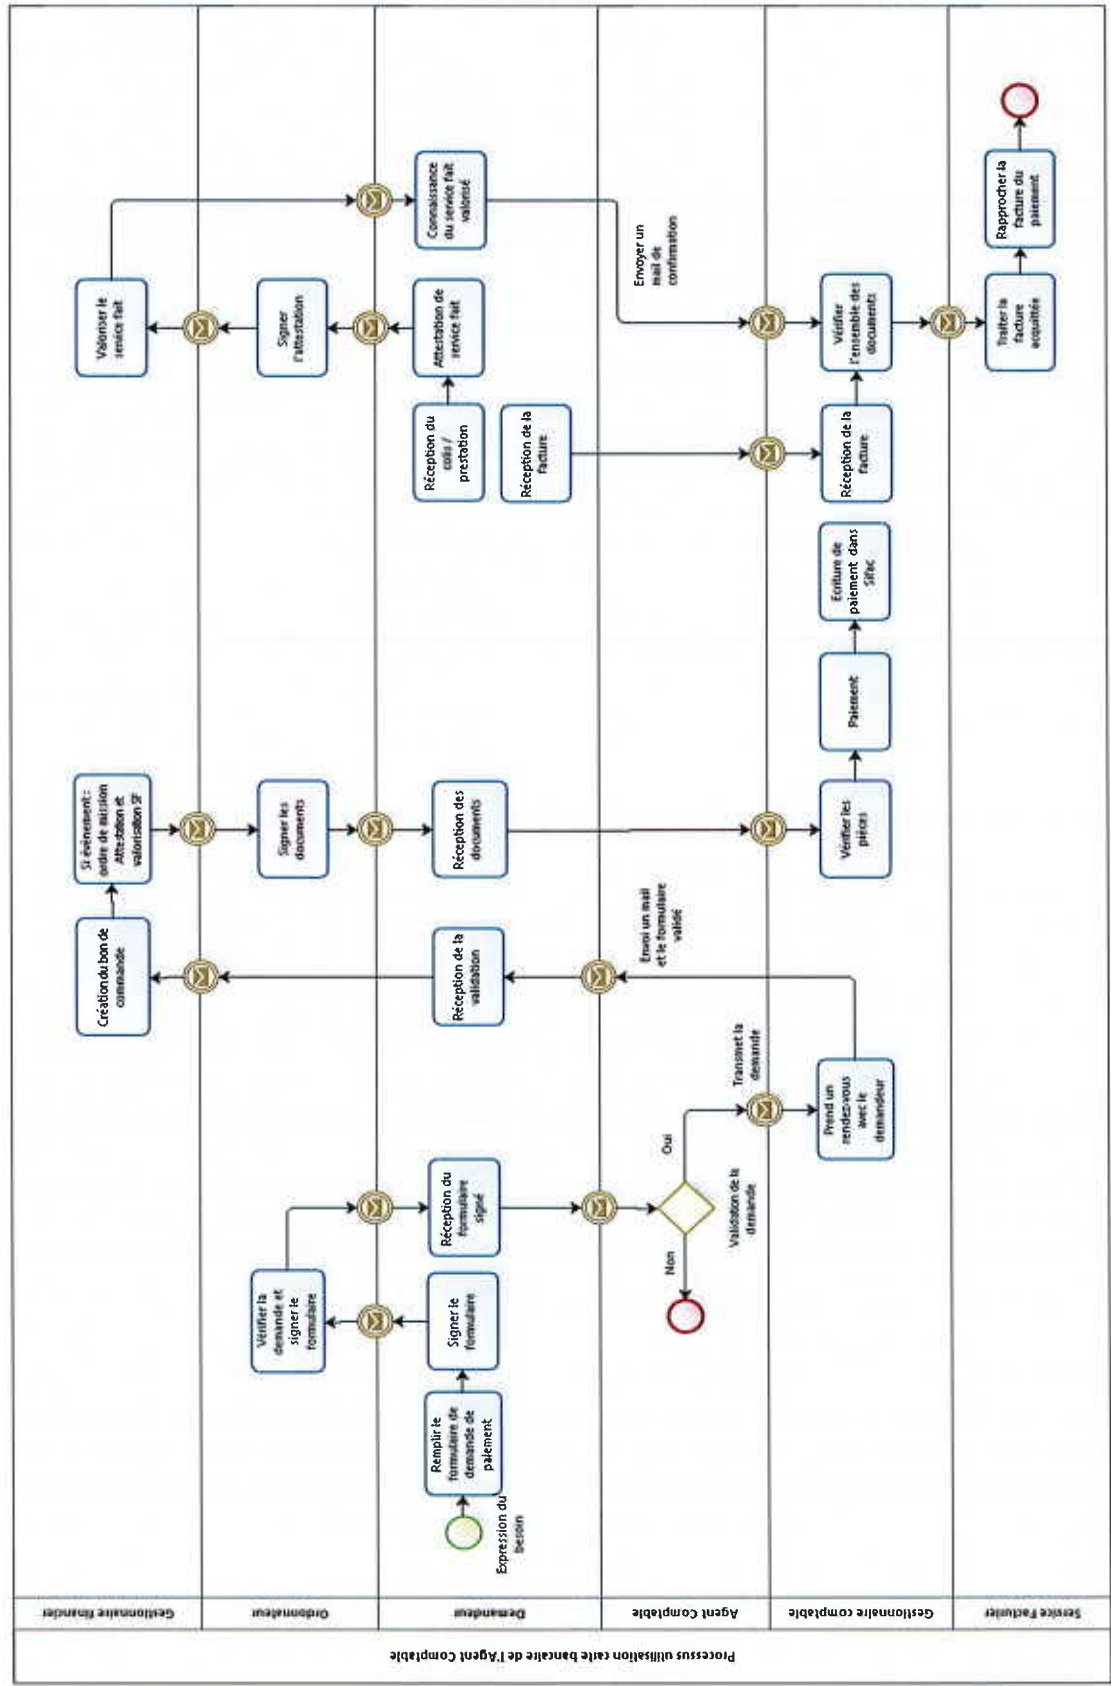 Processus utilisation carte bancaire de l'Agent Comptable
Gestionnaire financier
Création du bon de
commande
Si évènement :
ordre de mission
Attestation et
valorisation SF
Valoriser le
service fait
Ordonnateur
Vérifier la
demande et
signer le
formulaire
Signer les
documents
Signer
l'attestation
Demandeur
Expression du
besoin
Remplir le
formulaire de
demande de
paiement
Signer le
formulaire
Réception du
formulaire
signé
Réception de la
validation
Réception des
documents
Réception du
colis /
prestation
Réception de la
facture
Attestation de
service fait
Connaissance
du service fait
valorisé
Agent Comptable
Non
Oui
Validation de la
demande
Transmet la
demande
Envoi un mail
et le formulaire
validé
Envoyer un
mail de
confirmation
Gestionnaire comptable
Prend un
rendez-vous
avec le
demandeur
Vérifier les
pièces
Paiement
Ecriture de
paiement dans
Sifac
Réception de la
facture
Vérifier
l'ensemble des
documents
Service Facturier
Traiter la
facture
acquittée
Rapprocher la
facture du
paiement